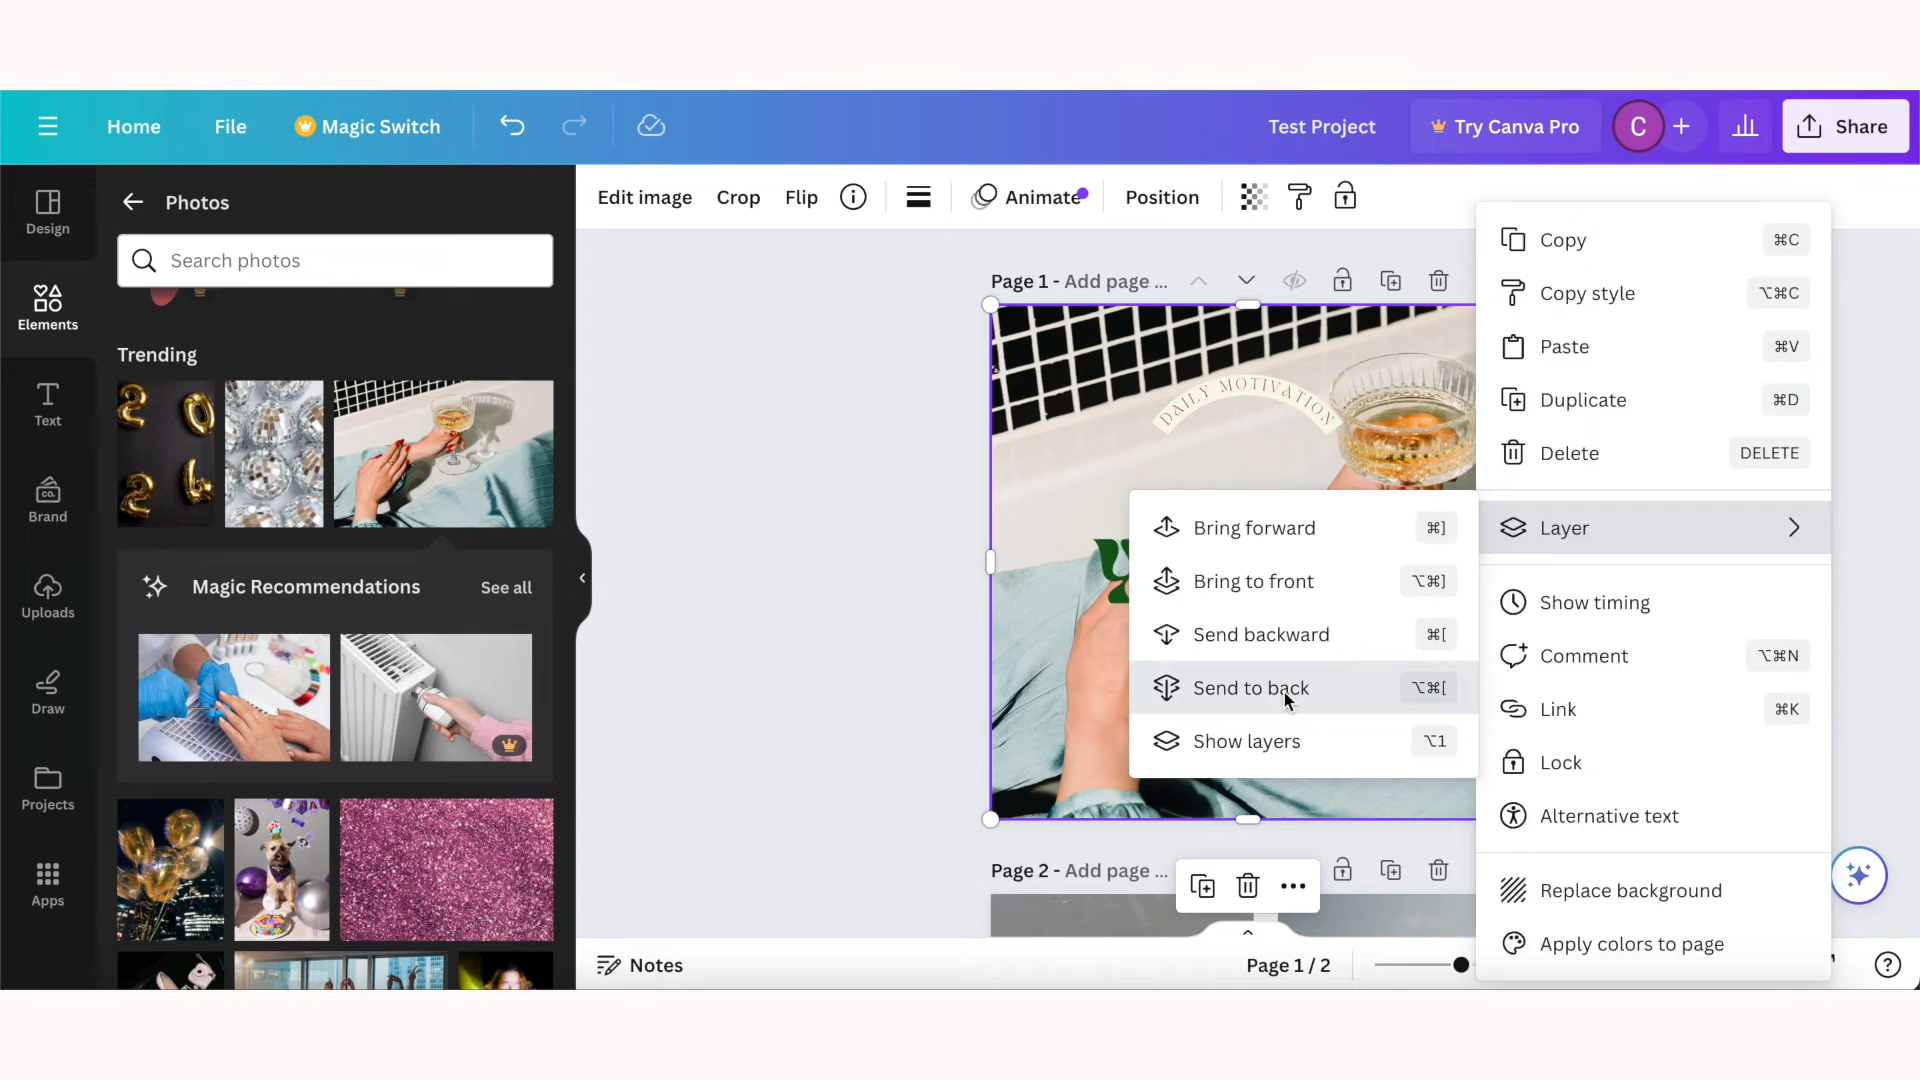 Home
File
Magic Switch
Test Project
Try Canva Pro
C
Share
Design
Elements
Text
CO.
Brand
Uploads
Draw
Projects
Apps
Photos
Search photos
Trending
Magic Recommendations
See all
Edit image
Crop
Flip
Animate
Position
Page 1 - Add page ...
DAILY MOTIVATION
Bring forward ⌘]
Bring to front ⌥⌘]
Send backward ⌘[
Send to back ⌥⌘[
Show layers ⌥1
Copy ⌘C
Copy style ⌥⌘C
Paste ⌘V
Duplicate ⌘D
Delete DELETE
Layer
Show timing
Comment ⌥⌘N
Link ⌘K
Lock
Alternative text
Replace background
Apply colors to page
Page 2 - Add page ...
Notes
Page 1 / 2